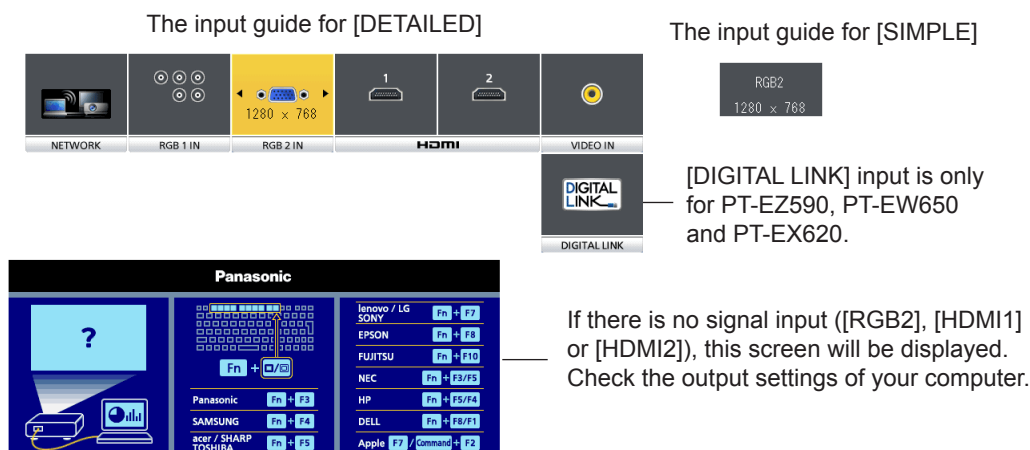 The input guide for [DETAILED]
The input guide for [SIMPLE]
1280 x 768
1
2
NETWORK
RGB 1 IN
RGB 2 IN
HDMI
VIDEO IN
RGB2
1280 x 768
DIGITAL
LINK
DIGITAL LINK
[DIGITAL LINK] input is only
for PT-EZ590, PT-EW650
and PT-EX620.
Panasonic
?
Fn +
Panasonic Fn + F3
SAMSUNG Fn + F4
acer / SHARP
TOSHIBA Fn + F5
lenovo / LG
SONY Fn + F7
EPSON Fn + F8
FUJITSU Fn + F10
NEC Fn + F3/F5
HP Fn + F5/F4
DELL Fn + F8/F1
Apple F7 / Command + F2
If there is no signal input ([RGB2], [HDMI1]
or [HDMI2]), this screen will be displayed.
Check the output settings of your computer.